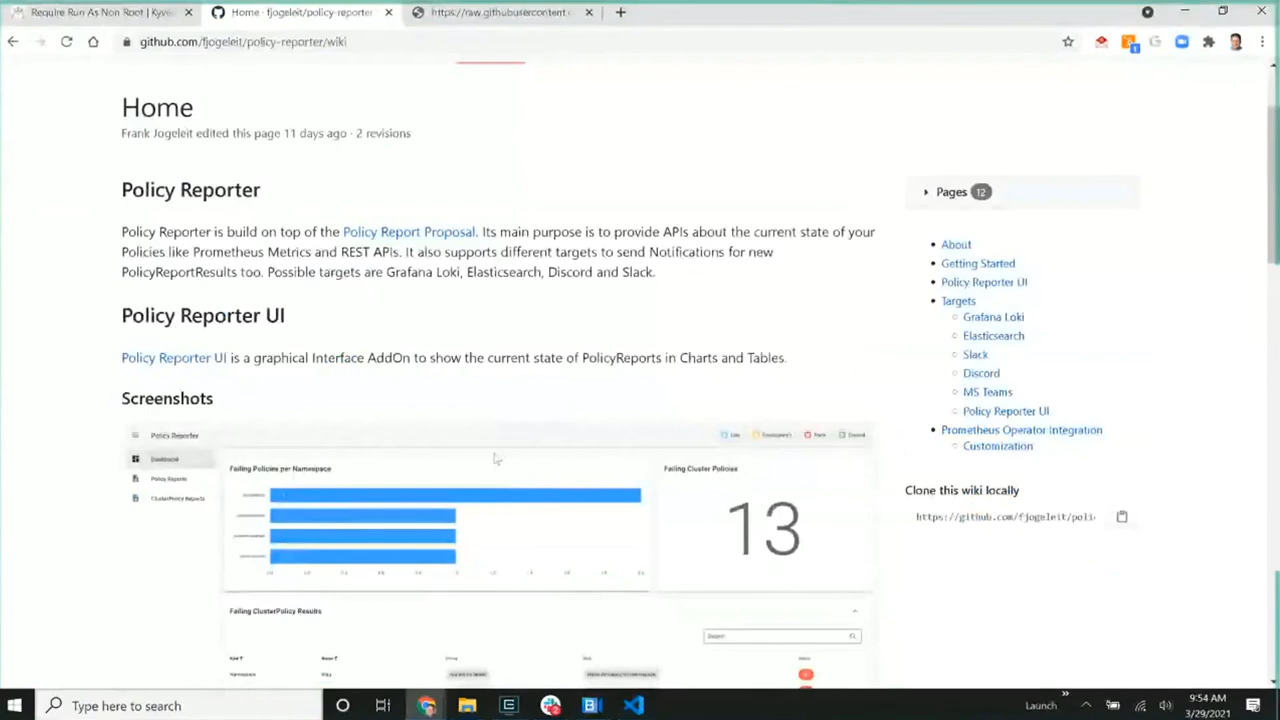 Require Run As Non Root | Kyve
Home · fjogeleit/policy-reporter
https://raw.githubusercontent.c
github.com/fjogeleit/policy-reporter/wiki
1
Home
Frank Jogeleit edited this page 11 days ago · 2 revisions
Policy Reporter
Policy Reporter is build on top of the Policy Report Proposal. Its main purpose is to provide APIs about the current state of your
Policies like Prometheus Metrics and REST APIs. It also supports different targets to send Notifications for new
PolicyReportResults too. Possible targets are Grafana Loki, Elasticsearch, Discord and Slack.
Policy Reporter UI
Policy Reporter UI is a graphical Interface AddOn to show the current state of PolicyReports in Charts and Tables.
Screenshots
Policy Reporter
Dashboard
Policy Reports
ClusterPolicy Reports
Failing Policies per Namespace
Failing Cluster Policies
13
Failing ClusterPolicy Results
Search
Pages 12
About
Getting Started
Policy Reporter UI
Targets
Grafana Loki
Elasticsearch
Slack
Discord
MS Teams
Policy Reporter UI
Prometheus Operator Integration
Customization
Clone this wiki locally
https://github.com/fjogeleit/poli
Type here to search
Launch
9:54 AM
3/29/2021